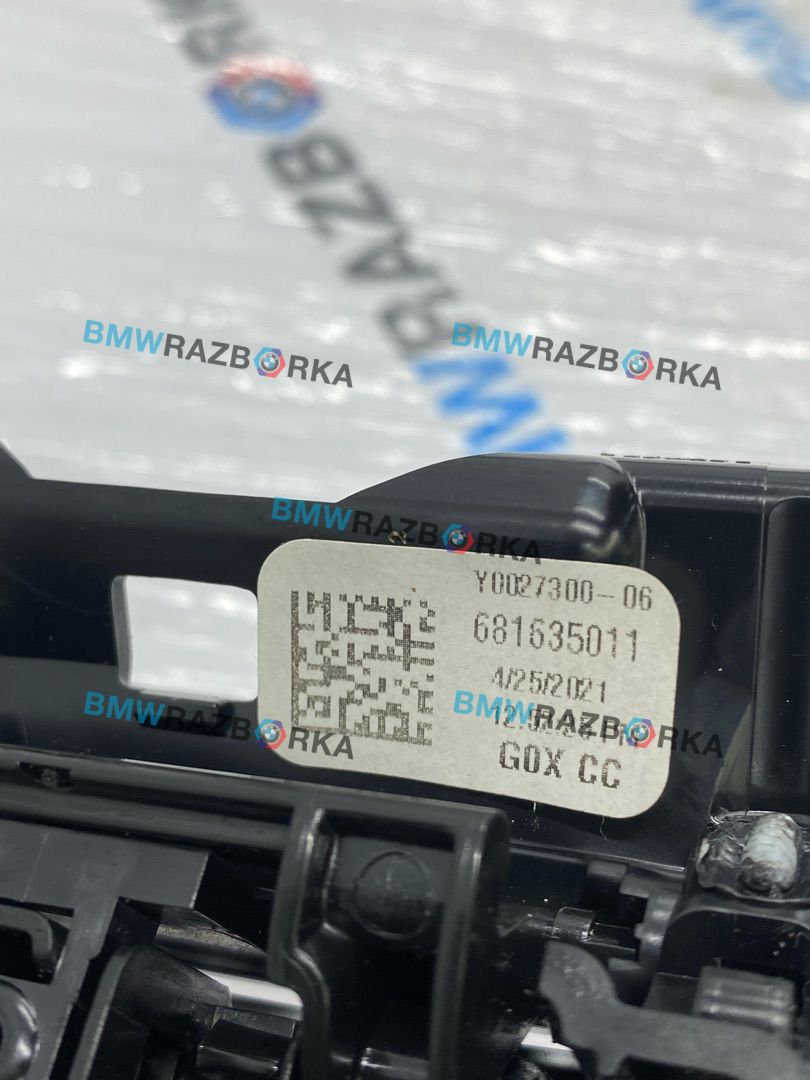 BMWRAZBORKA
BMWRAZBORKA
BMWRAZBORKA
Y0027300-06
681635011
4/25/2021
G0X CC
BMWRAZBORKA
BMWRAZBORKA